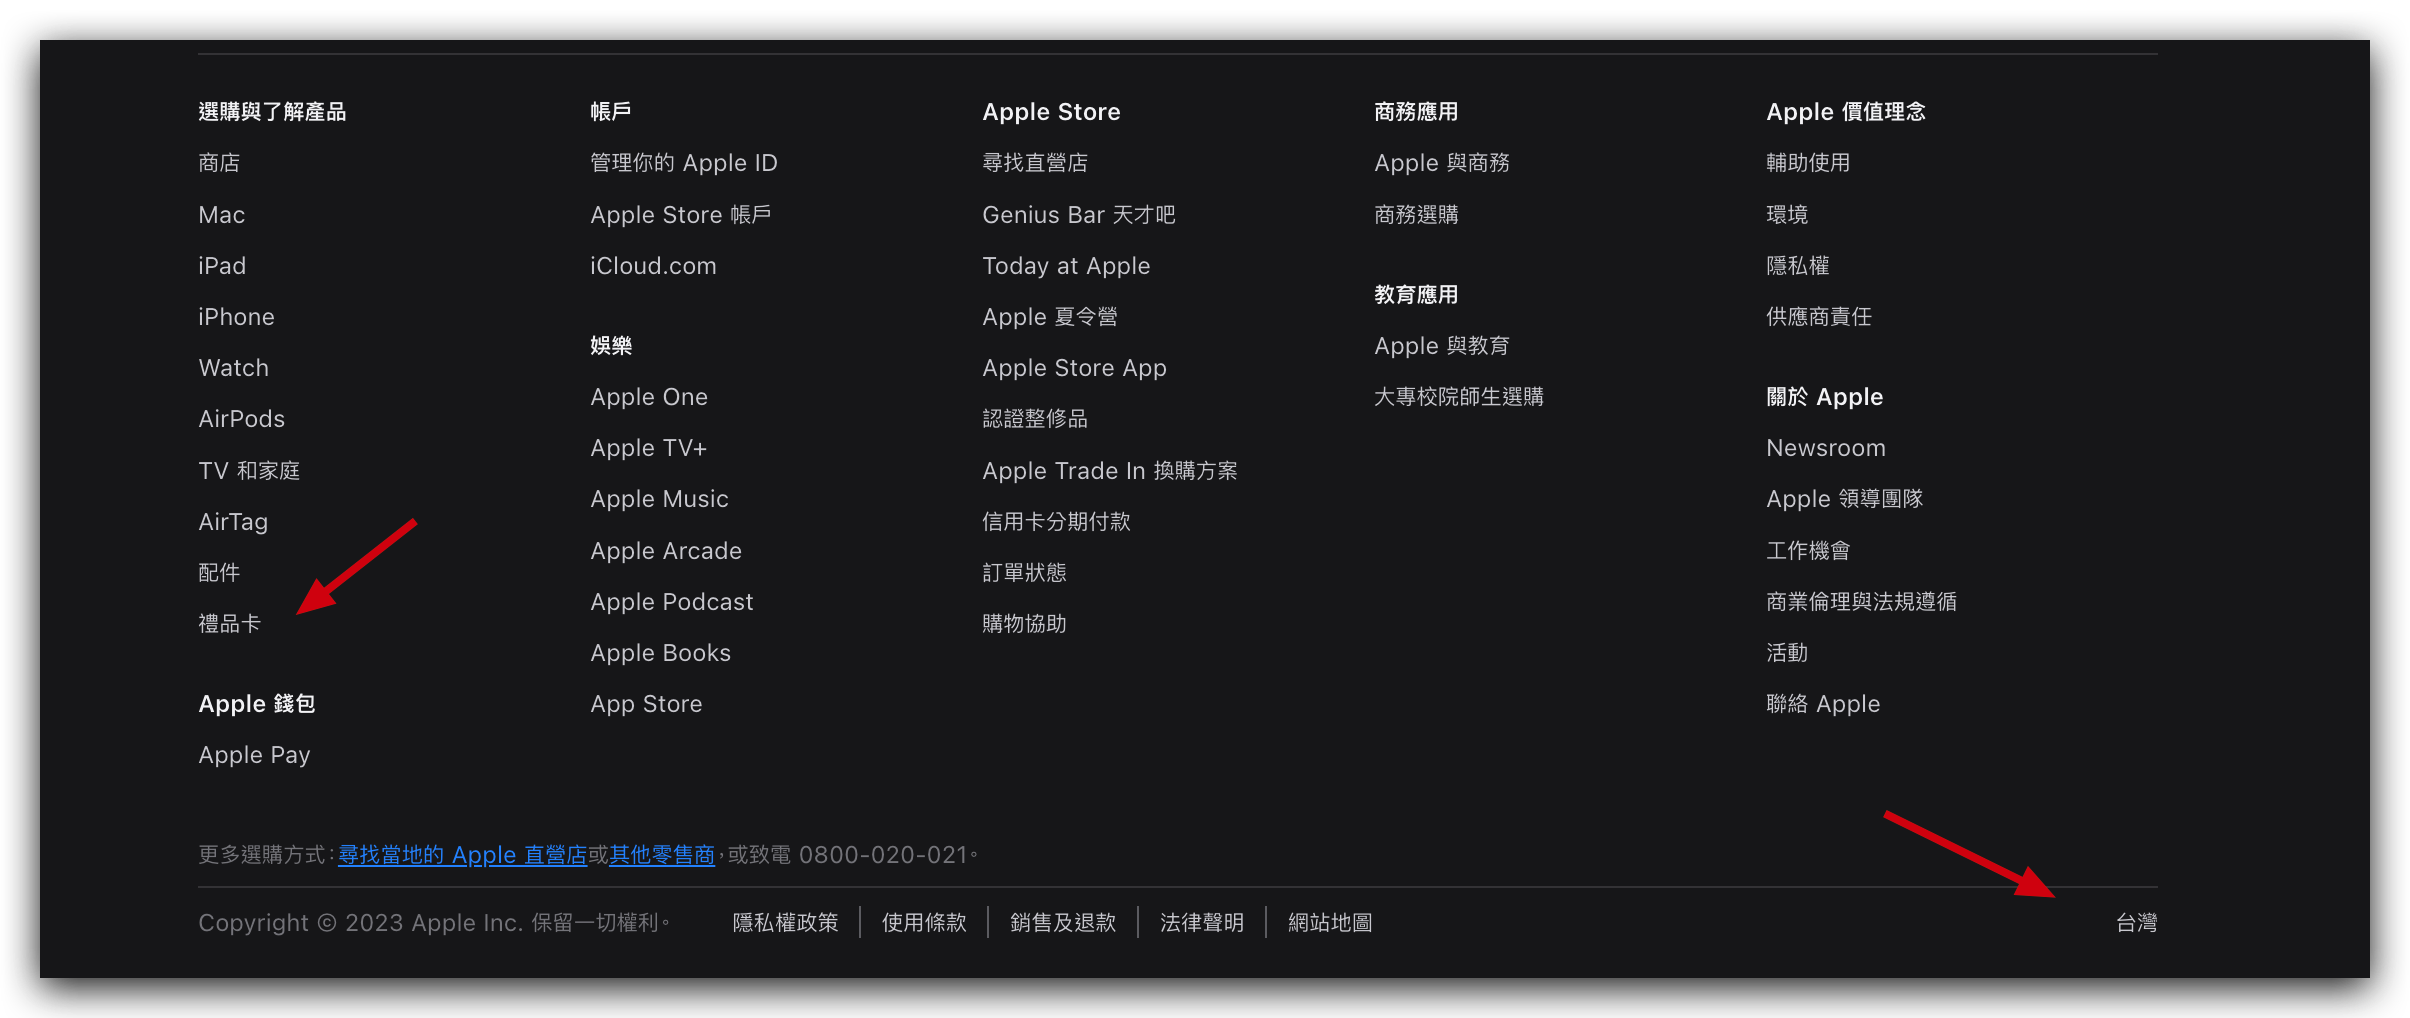 選購與了解產品
商店
Mac
iPad
iPhone
Watch
AirPods
TV 和家庭
AirTag
配件
禮品卡
Apple 錢包
Apple Pay
帳戶
管理你的 Apple ID
Apple Store 帳戶
iCloud.com
娛樂
Apple One
Apple TV+
Apple Music
Apple Arcade
Apple Podcast
Apple Books
App Store
Apple Store
尋找直營店
Genius Bar 天才吧
Today at Apple
Apple 夏令營
Apple Store App
認證整修品
Apple Trade In 換購方案
信用卡分期付款
訂單狀態
購物協助
商務應用
Apple 與商務
商務選購
教育應用
Apple 與教育
大專校院師生選購
Apple 價值理念
輔助使用
環境
隱私權
供應商責任
關於 Apple
Newsroom
Apple 領導團隊
工作機會
商業倫理與法規遵循
活動
聯絡 Apple
更多選購方式：尋找當地的 Apple 直營店或其他零售商，或致電 0800-020-021。
Copyright © 2023 Apple Inc. 保留一切權利。 隱私權政策 | 使用條款 | 銷售及退款 | 法律聲明 | 網站地圖 台灣